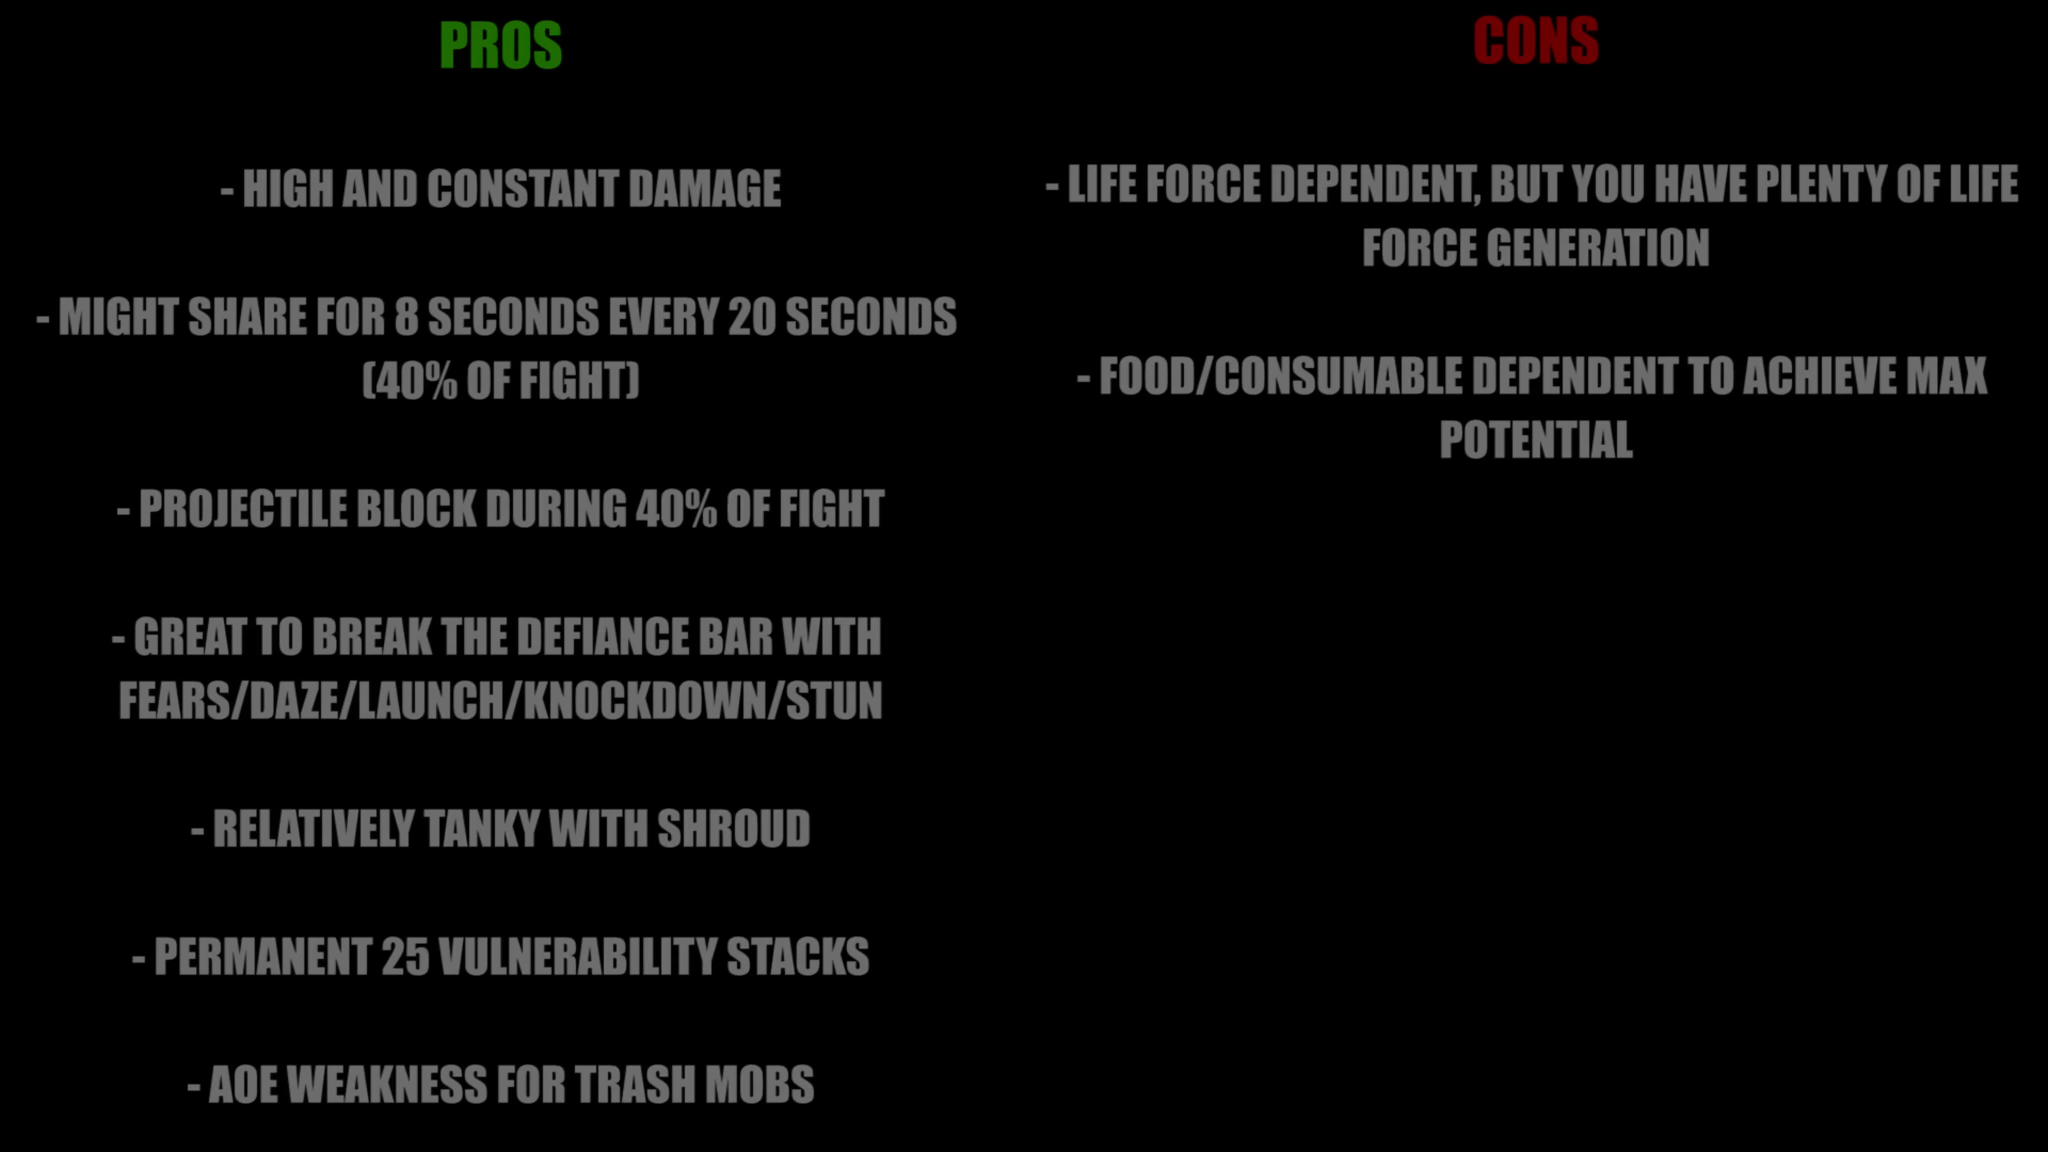 PROS
- HIGH AND CONSTANT DAMAGE
- MIGHT SHARE FOR 8 SECONDS EVERY 20 SECONDS
(40% OF FIGHT)
- PROJECTILE BLOCK DURING 40% OF FIGHT
- GREAT TO BREAK THE DEFIANCE BAR WITH
FEARS/DAZE/LAUNCH/KNOCKDOWN/STUN
- RELATIVELY TANKY WITH SHROUD
- PERMANENT 25 VULNERABILITY STACKS
- AOE WEAKNESS FOR TRASH MOBS
CONS
- LIFE FORCE DEPENDENT, BUT YOU HAVE PLENTY OF LIFE
FORCE GENERATION
- FOOD/CONSUMABLE DEPENDENT TO ACHIEVE MAX
POTENTIAL